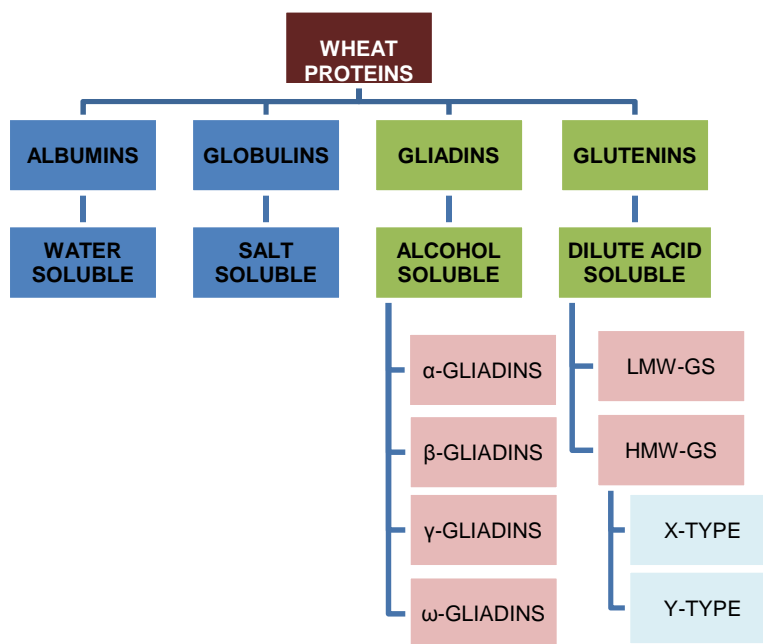 WHEAT
PROTEINS
ALBUMINS
GLOBULINS
GLIADINS
GLUTENINS
WATER
SOLUBLE
SALT
SOLUBLE
ALCOHOL
SOLUBLE
DILUTE ACID
SOLUBLE
α-GLIADINS
β-GLIADINS
γ-GLIADINS
ω-GLIADINS
LMW-GS
HMW-GS
X-TYPE
Y-TYPE